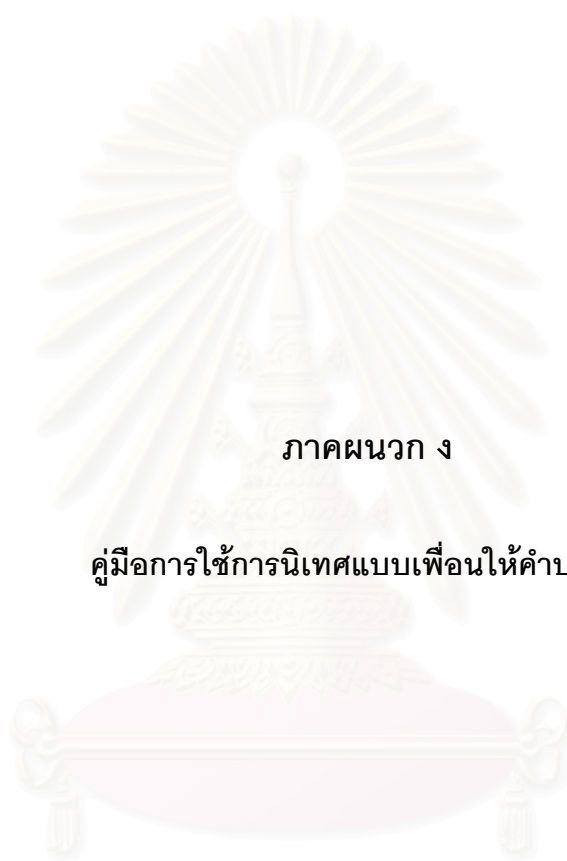 ภาคผนวก ง
คู่มือการใช้การนิเทศแบบเพื่อนให้คำป